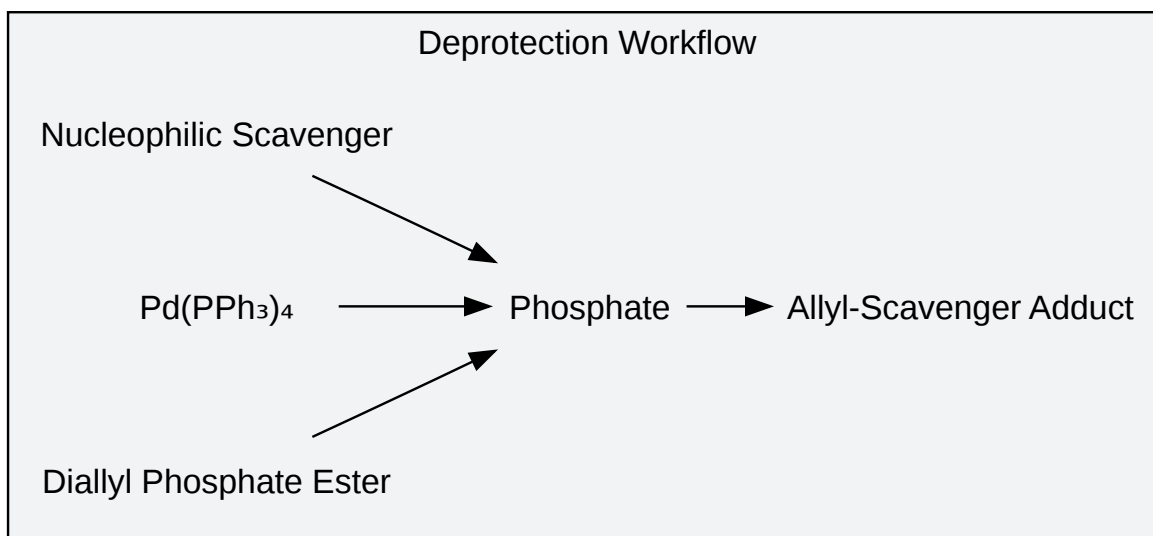 Deprotection Workflow
Nucleophilic Scavenger
Pd(PPh₃)₄
Phosphate
Allyl-Scavenger Adduct
Diallyl Phosphate Ester